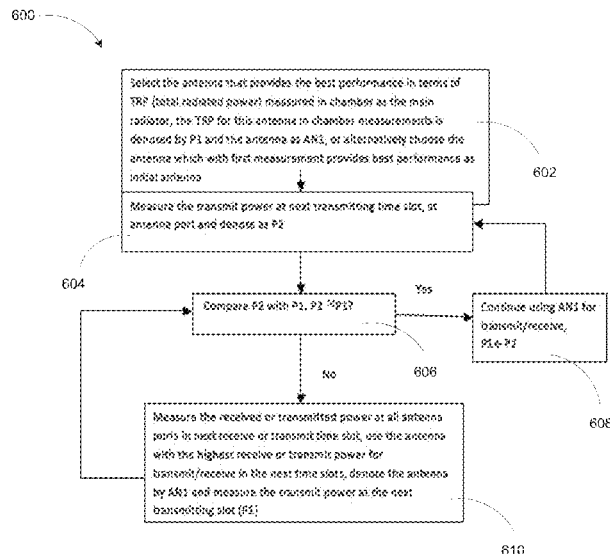 600
Select the antenna that provides the best performance in terms of
TRP (total radiated power) measured in chamber as the main
radiator, the TRP for this antenna in chamber measurements is
denoted by P1 and the antenna as AN1, or alternatively choose the
antenna which with first measurement provides best performance as
initial antenna
602
Measure the transmit power at next transmitting time slot, at
antenna port and denote as P2
604
Compare P2 with P1, P2 P1?
606
Yes
Continue using AN1 for
transmit/receive,
608
No
Measure the received or transmitted power at all antenna
ports in next receive or transmit time slot, use the antenna
with the highest receive or transmit power for
transmit/receive in the next time slots, denote the antenna
by AN1 and measure the transmit power at the next
transmitting slot
610